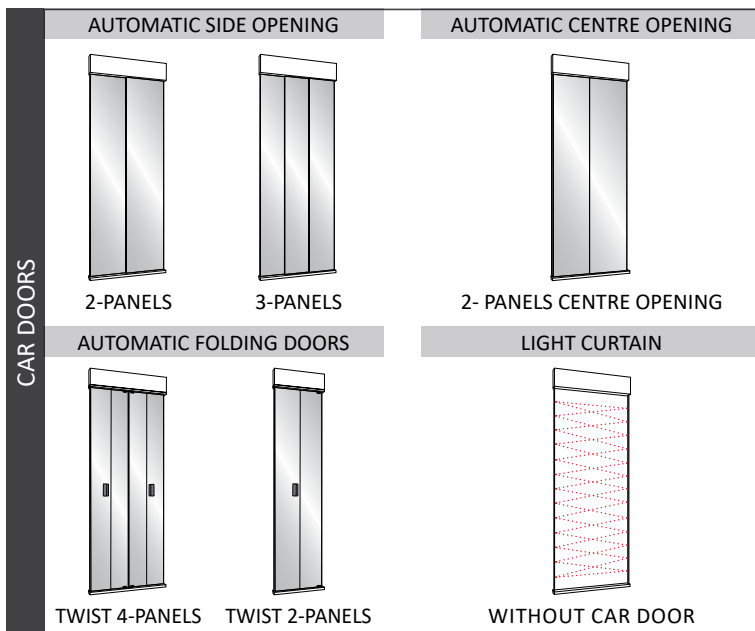 CAR DOORS
AUTOMATIC SIDE OPENING
2-PANELS
3-PANELS
AUTOMATIC CENTRE OPENING
2- PANELS CENTRE OPENING
AUTOMATIC FOLDING DOORS
TWIST 4-PANELS
TWIST 2-PANELS
LIGHT CURTAIN
WITHOUT CAR DOOR